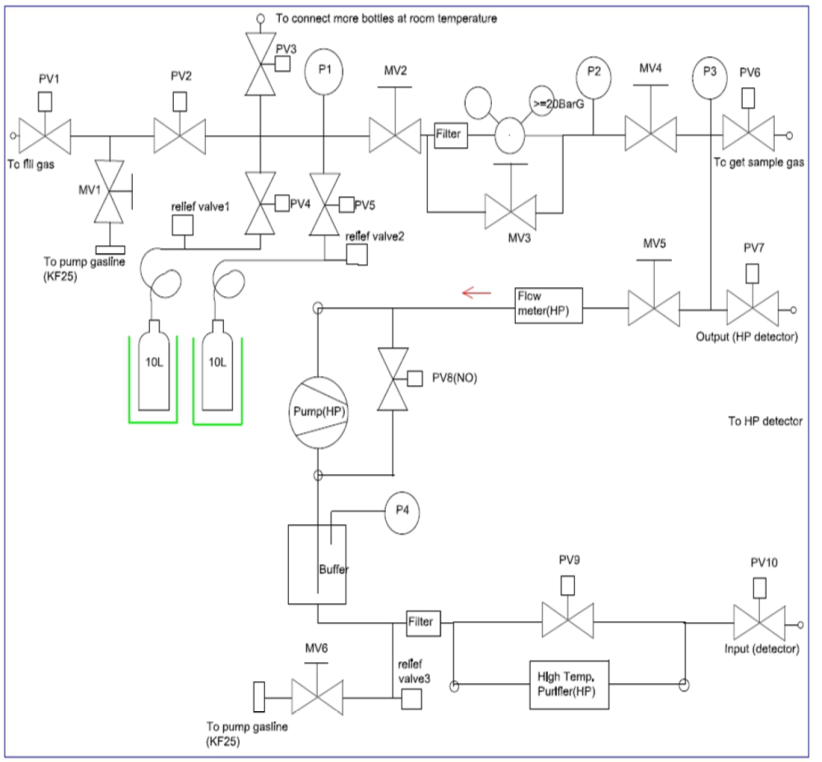 To connect more bottles at room temperature
PV3
PV1
PV2
P1
MV2
P2
MV4
P3
PV6
>=20BarG
Filter
To fill gas
To get sample gas
MV1
relief valve1
PV4
PV5
MV3
relief valve2
MV5
PV7
To pump gasline
(KF25)
Flow
meter(HP)
Output (HP detector)
10L
10L
PV8(NO)
Pump(HP)
To HP detector
P4
Buffer
PV9
PV10
Filter
Input (detector)
MV6
relief
valve3
High Temp.
Purifier(HP)
To pump gasline
(KF25)